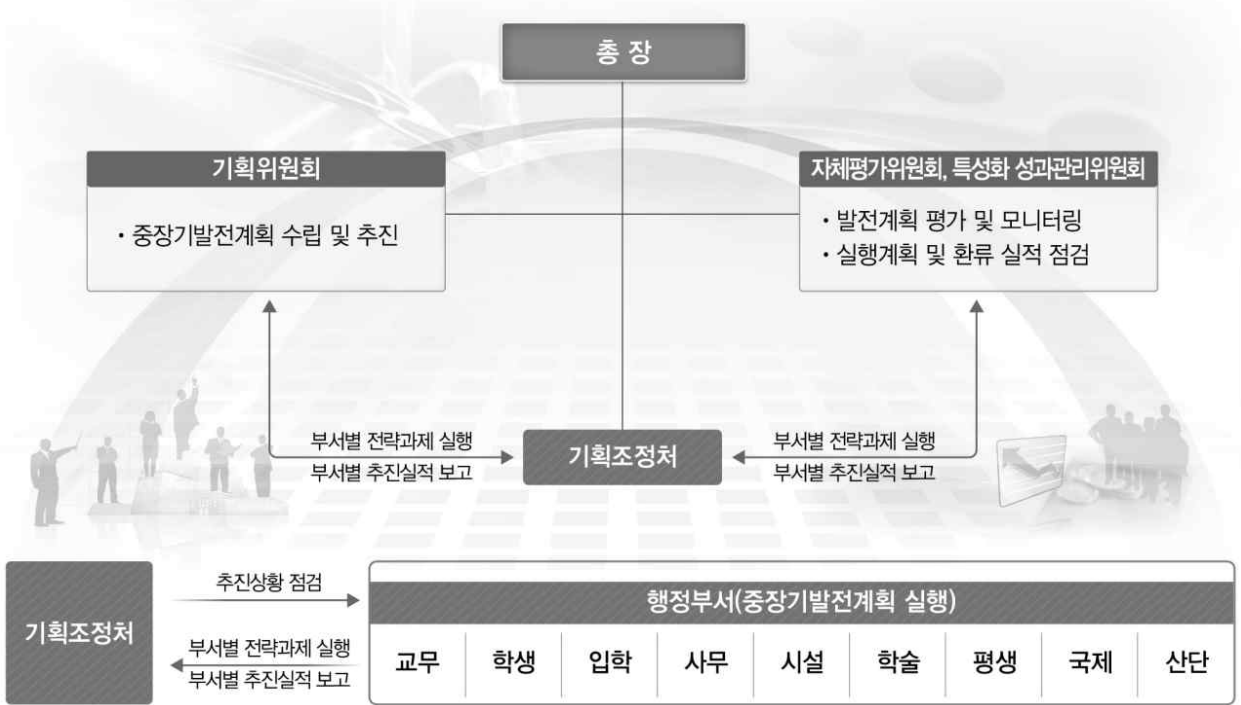 총 장
기획위원회
• 중장기발전계획 수립 및 추진
자체평가위원회, 특성화 성과관리위원회
• 발전계획 평가 및 모니터링
• 실행계획 및 환류 실적 점검
부서별 전략과제 실행
부서별 추진실적 보고
기획조정처
부서별 전략과제 실행
부서별 추진실적 보고
기획조정처
추진상황 점검
부서별 전략과제 실행
부서별 추진실적 보고
행정부서(중장기발전계획 실행)
교무 학생 입학 사무 시설 학술 평생 국제 산단